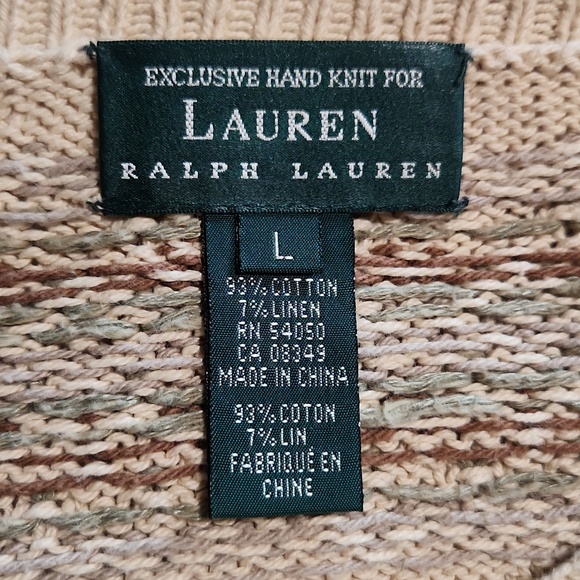 EXCLUSIVE HAND KNIT FOR
LAUREN
RALPH LAUREN
L
93% COTTON
7% LINEN
RN 54050
CA 08349
MADE IN CHINA
93% COTON
7% LIN
FABRIQUÉ EN
CHINE